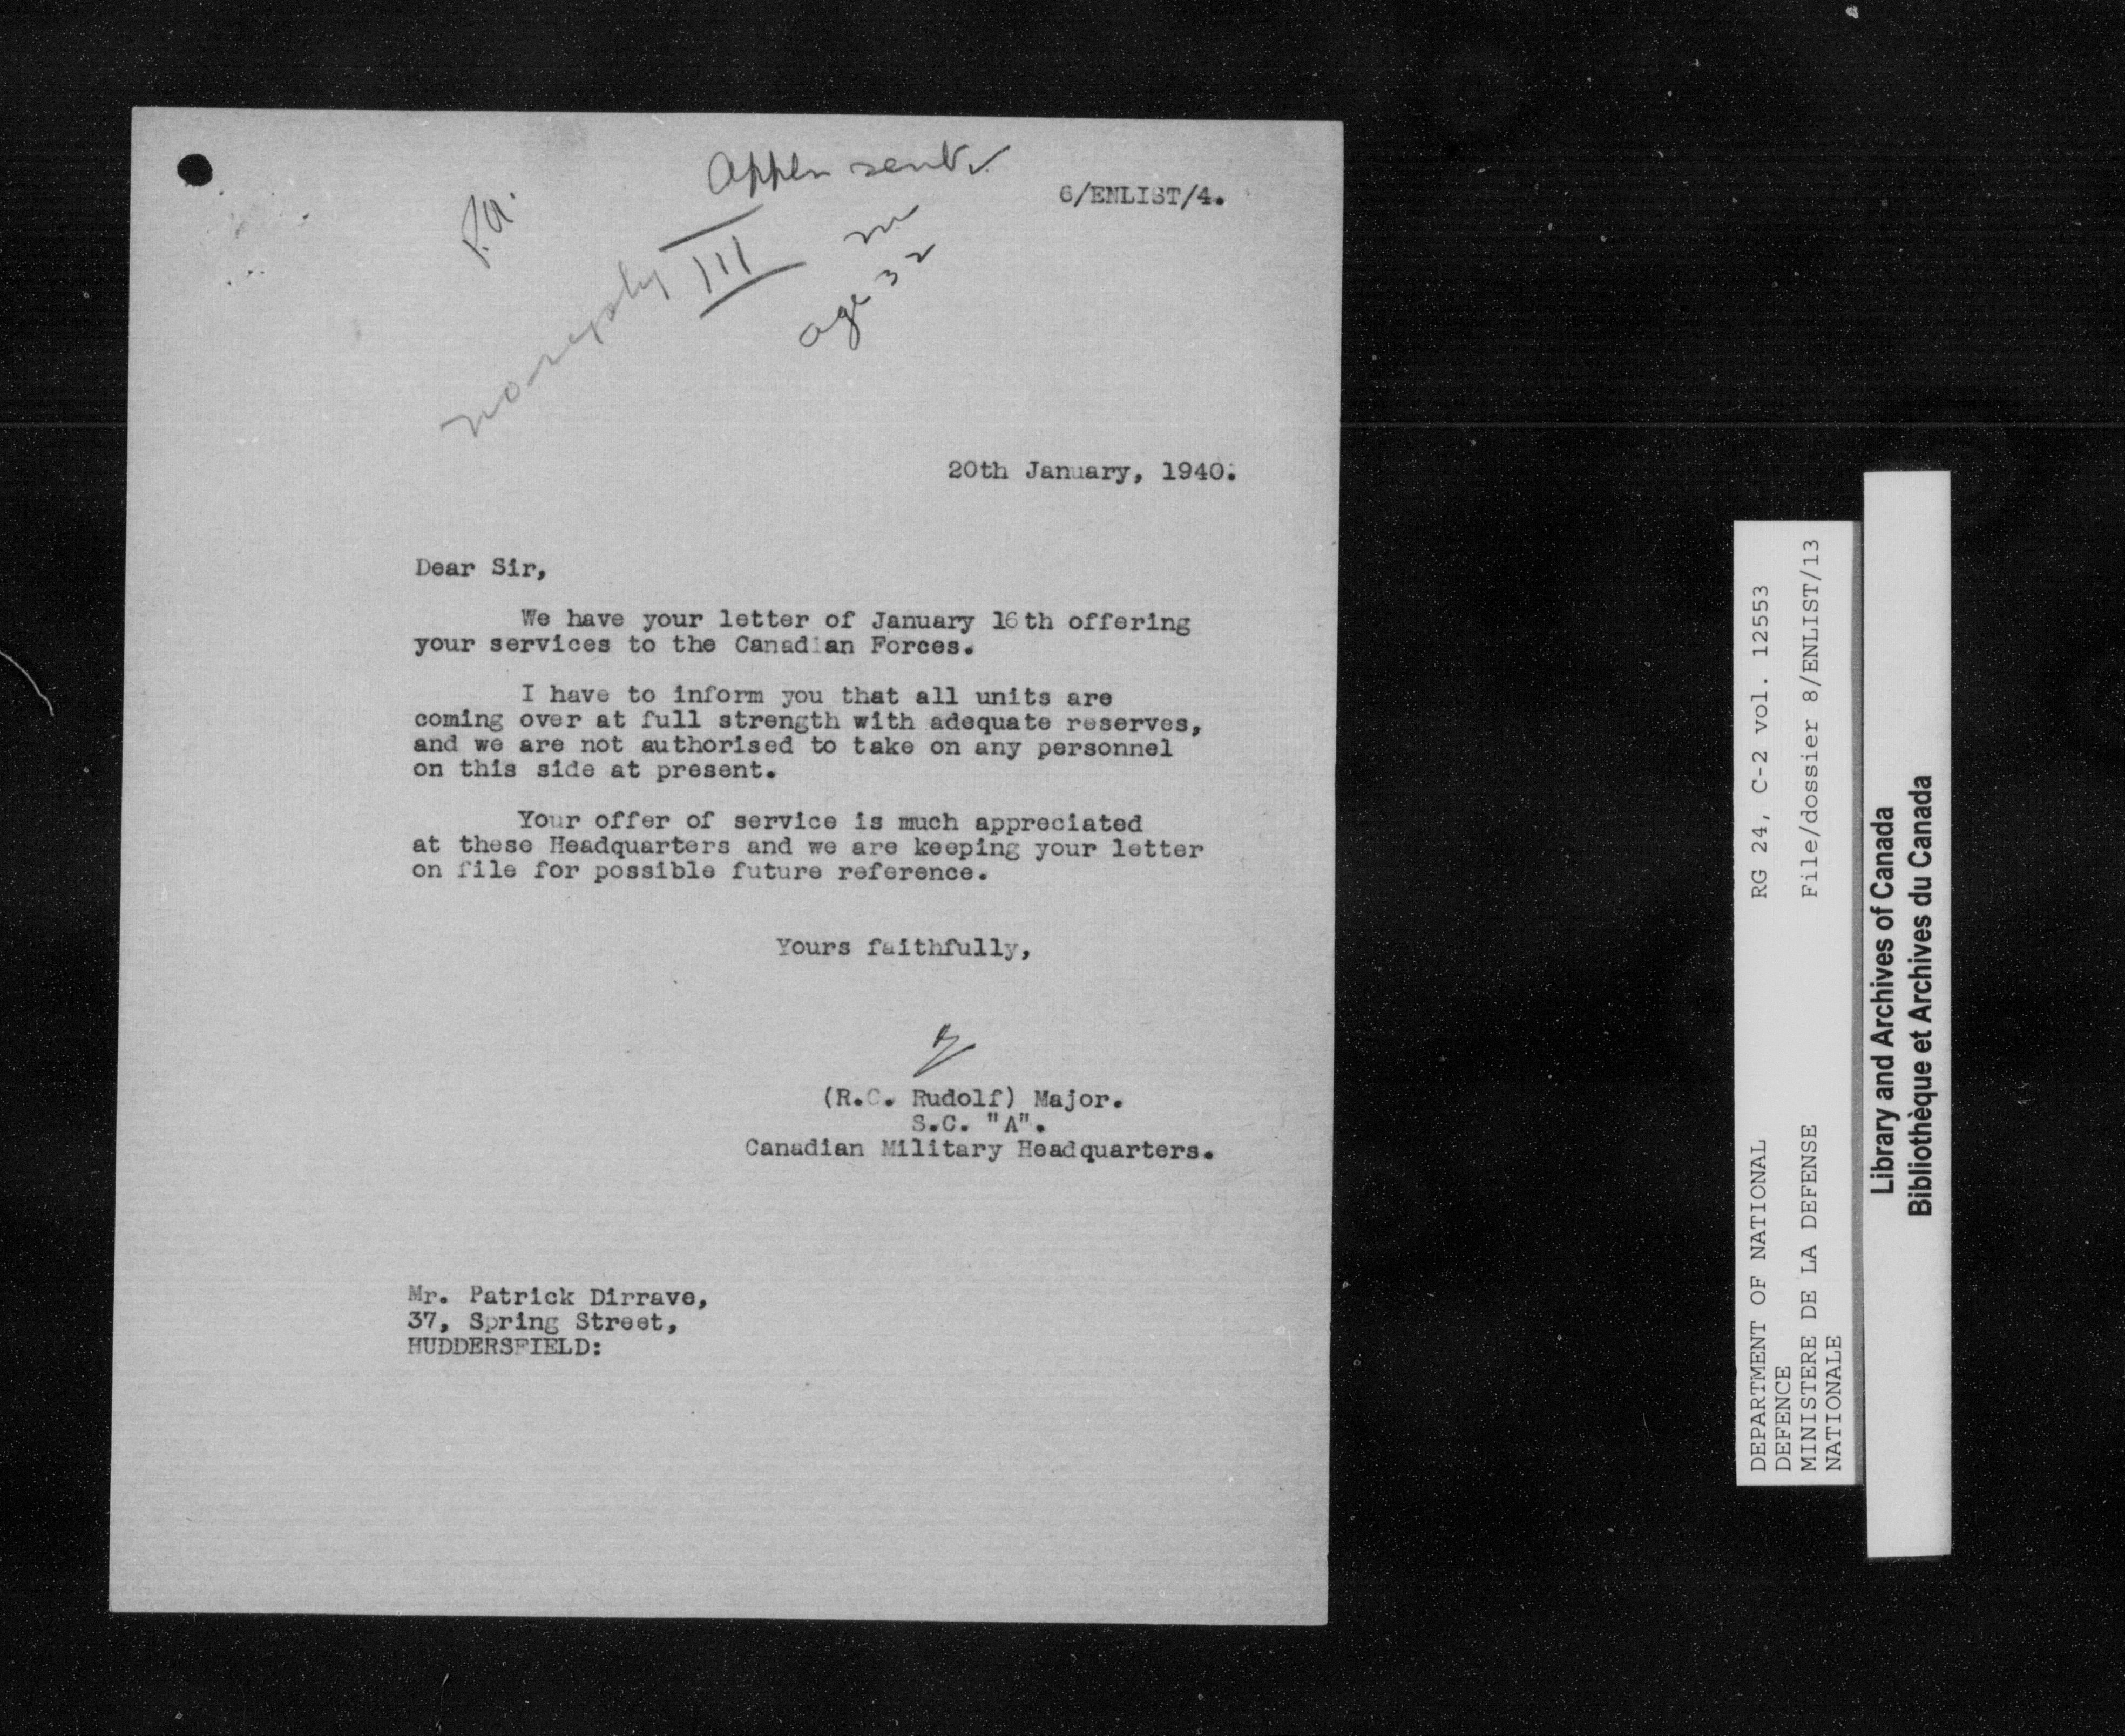 Appln sent
6/ENLIST/4.
P.A.
III
m
no reply
age 32
20th January, 1940.
Dear Sir,
We have your letter of January 16th offering
your services to the Canadian Forces.
I have to inform you that all units are
coming over at full strength with adequate reserves,
and we are not authorised to take on any personnel
on this side at present.
Your offer of service is much appreciated
at these Headquarters and we are keeping your letter
on file for possible future reference.
Yours faithfully,
(R.C. Rudolf) Major.
S.C. "A".
Canadian Military Headquarters.
Mr. Patrick Dirrave,
37, Spring Street,
HUDDERSFIELD:
DEPARTMENT OF NATIONAL RG 24, C-2 vol. 12553
DEFENCE
MINISTERE DE LA DEFENSE File/dossier 8/ENLIST/13
NATIONALE
Library and Archives of Canada
Bibliothèque et Archives du Canada